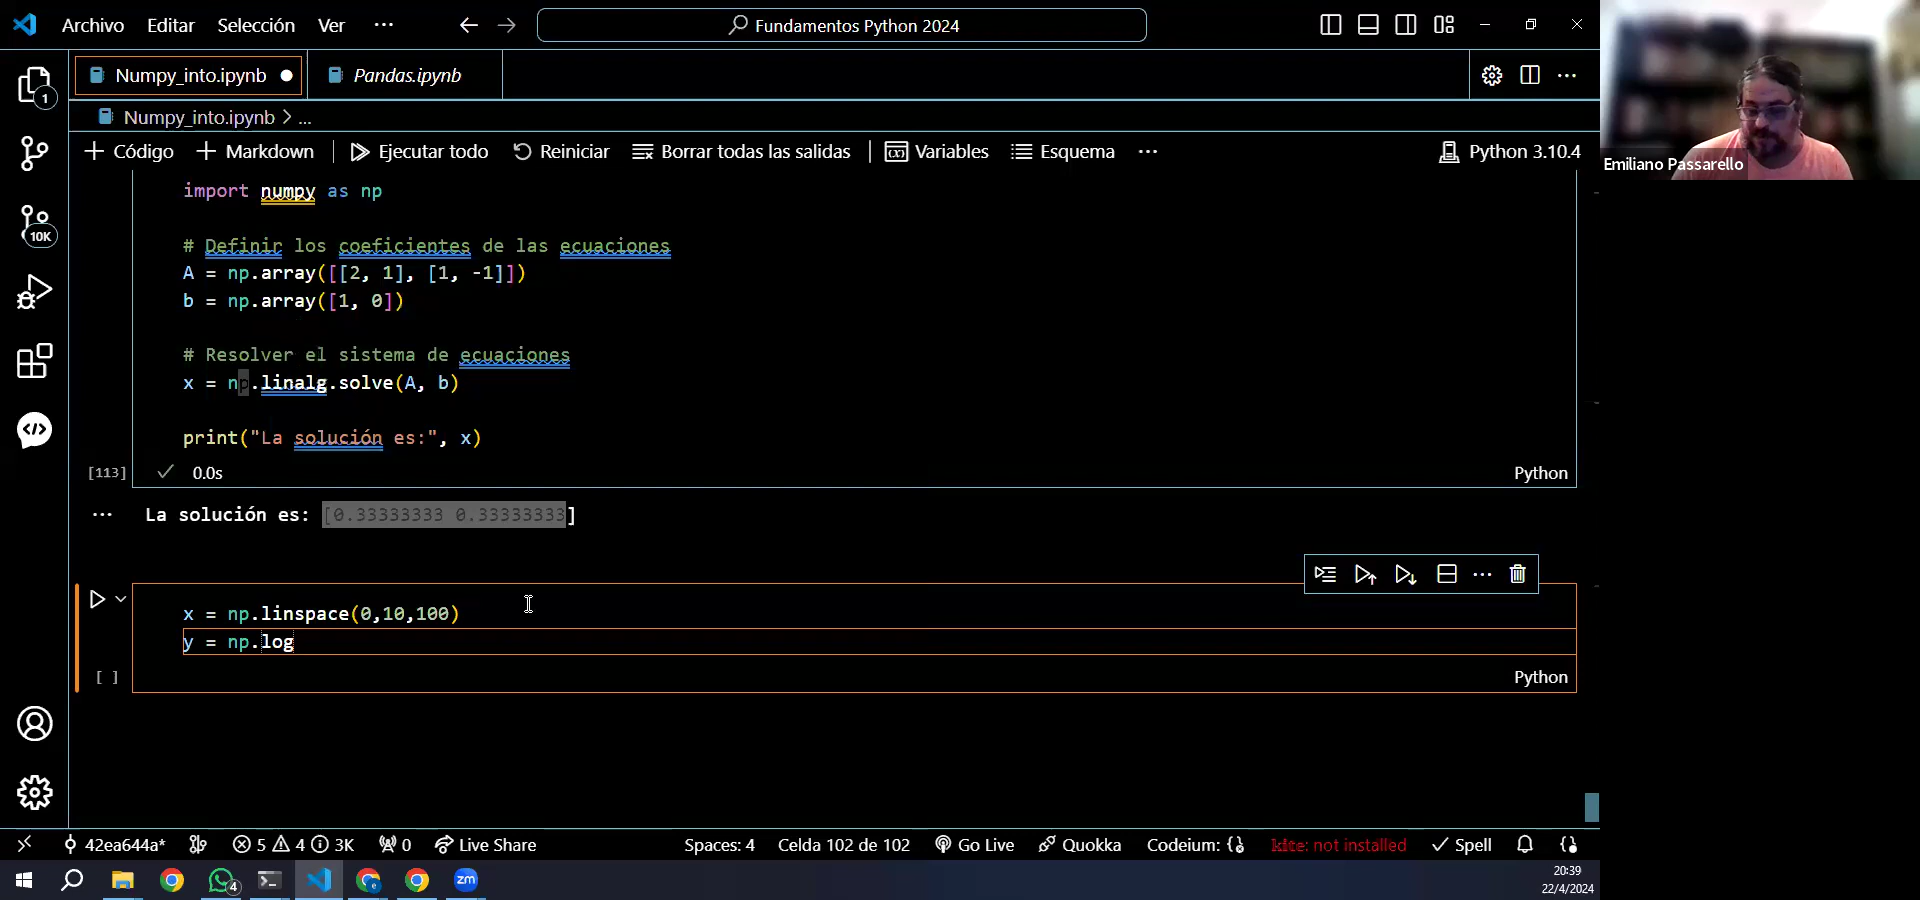 Archivo Editar Selección Ver ··· Fundamentos Python 2024
Numpy_into.ipynb Pandas.ipynb
1
Numpy_into.ipynb > ...
Código Markdown Ejecutar todo Reiniciar Borrar todas las salidas Variables Esquema ··· Python 3.10.4
Emiliano Passarello
import numpy as np
# Definir los coeficientes de las ecuaciones
A = np.array([[2, 1], [1, -1]])
b = np.array([1, 0])
10K
# Resolver el sistema de ecuaciones
x = np.linalg.solve(A, b)
print("La solución es:", x)
[113] 0.0s Python
La solución es: [0.33333333 0.33333333]
x = np.linspace(0,10,100)
y = np.log
[ ] Python
42ea644a* 5 4 3K 0 Live Share Spaces: 4 Celda 102 de 102 Go Live Quokka Codeium: {} kite: not installed Spell
4 zm
20:39
22/4/2024